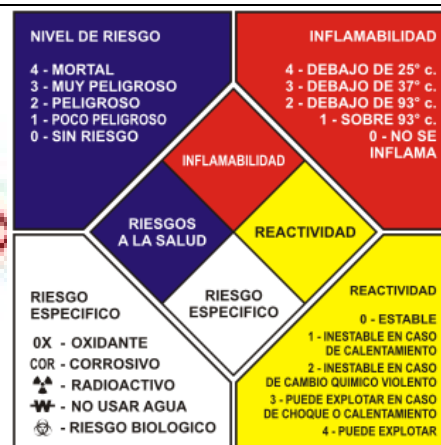 NIVEL DE RIESGO
4 - MORTAL
3 - MUY PELIGROSO
2 - PELIGROSO
1 - POCO PELIGROSO
0 - SIN RIESGO
INFLAMABILIDAD
4 - DEBAJO DE 25° c.
3 - DEBAJO DE 37° c.
2 - DEBAJO DE 93° c.
1 - SOBRE 93° c.
0 - NO SE
INFLAMA
INFLAMABILIDAD
RIESGOS
A LA SALUD
REACTIVIDAD
RIESGO
ESPECIFICO
RIESGO
ESPECIFICO
0X - OXIDANTE
COR - CORROSIVO
- RADIOACTIVO
W - NO USAR AGUA
- RIESGO BIOLOGICO
REACTIVIDAD
0 - ESTABLE
1 - INESTABLE EN CASO
DE CALENTAMIENTO
2 - INESTABLE EN CASO
DE CAMBIO QUIMICO VIOLENTO
3 - PUEDE EXPLOTAR EN CASO
DE CHOQUE O CALENTAMIENTO
4 - PUEDE EXPLOTAR